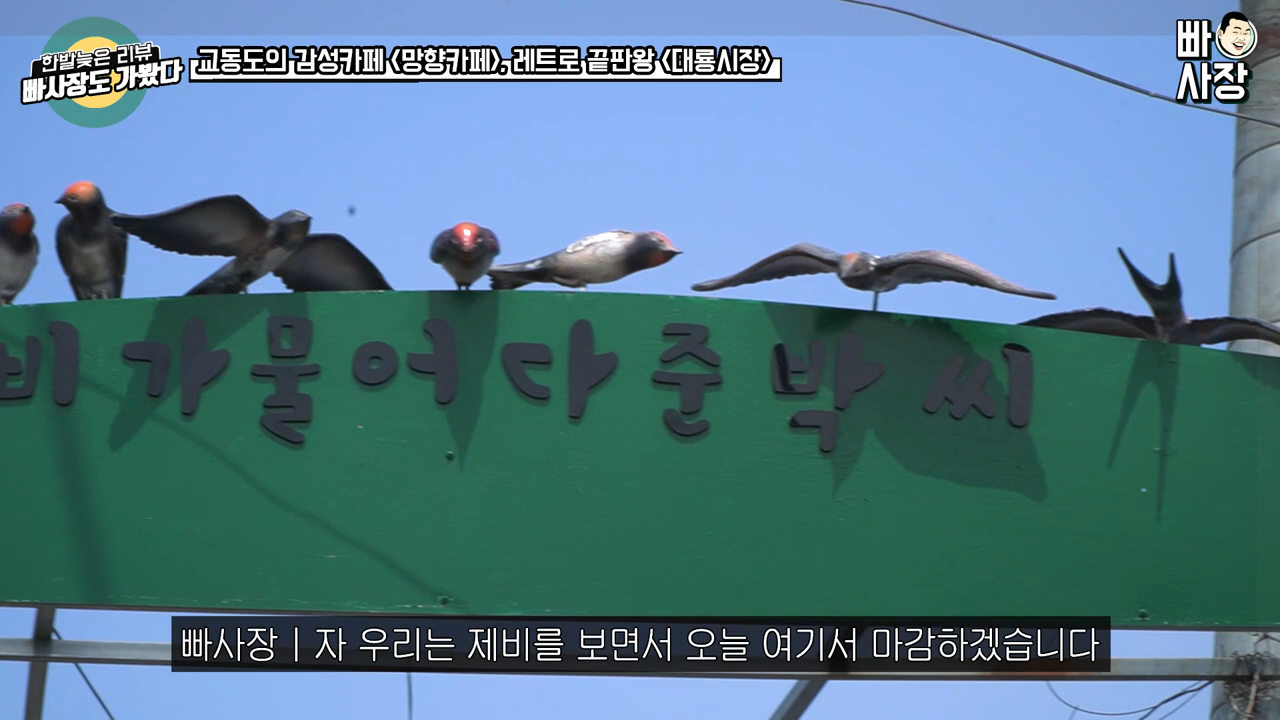 한발늦은 리뷰
빠사장도 가봤다
교동도의 감성카페 <망향카페>, 레트로 끝판왕 <대룡시장>
빠
사장
비가물어다준박씨
빠사장 | 자 우리는 제비를 보면서 오늘 여기서 마감하겠습니다